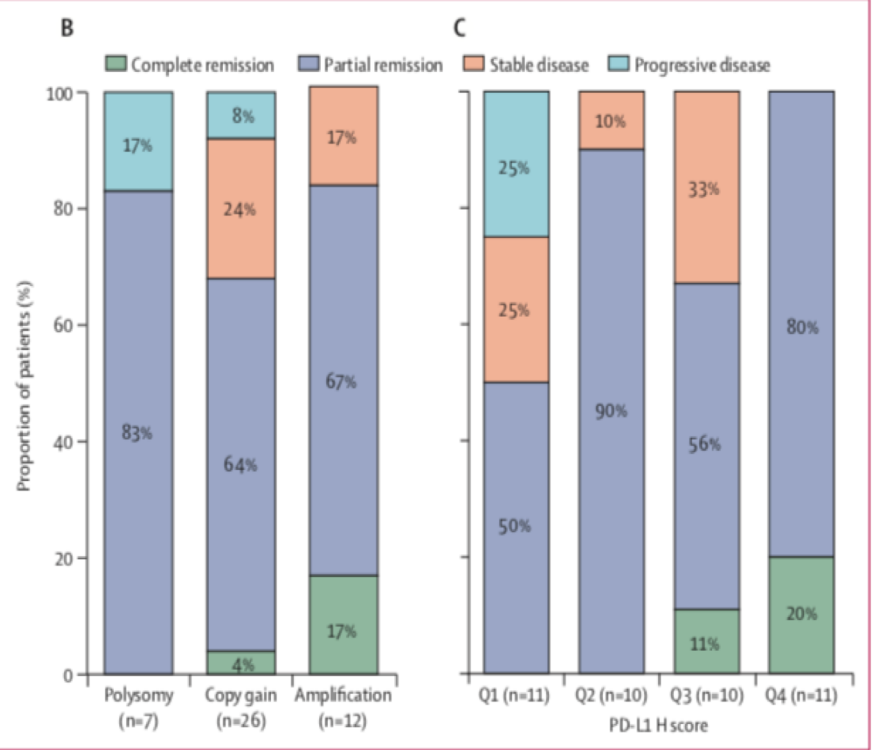 B
C
Complete remission Partial remission Stable disease Progressive disease
Proportion of patients (%)
100
80
60
40
20
0
17%
83%
8%
24%
64%
4%
17%
67%
17%
25%
25%
50%
10%
90%
33%
56%
11%
80%
20%
Polysomy
(n=7)
Copy gain
(n=26)
Amplification
(n=12)
Q1 (n=11) Q2 (n=10) Q3 (n=10) Q4 (n=11)
PD-L1 H score